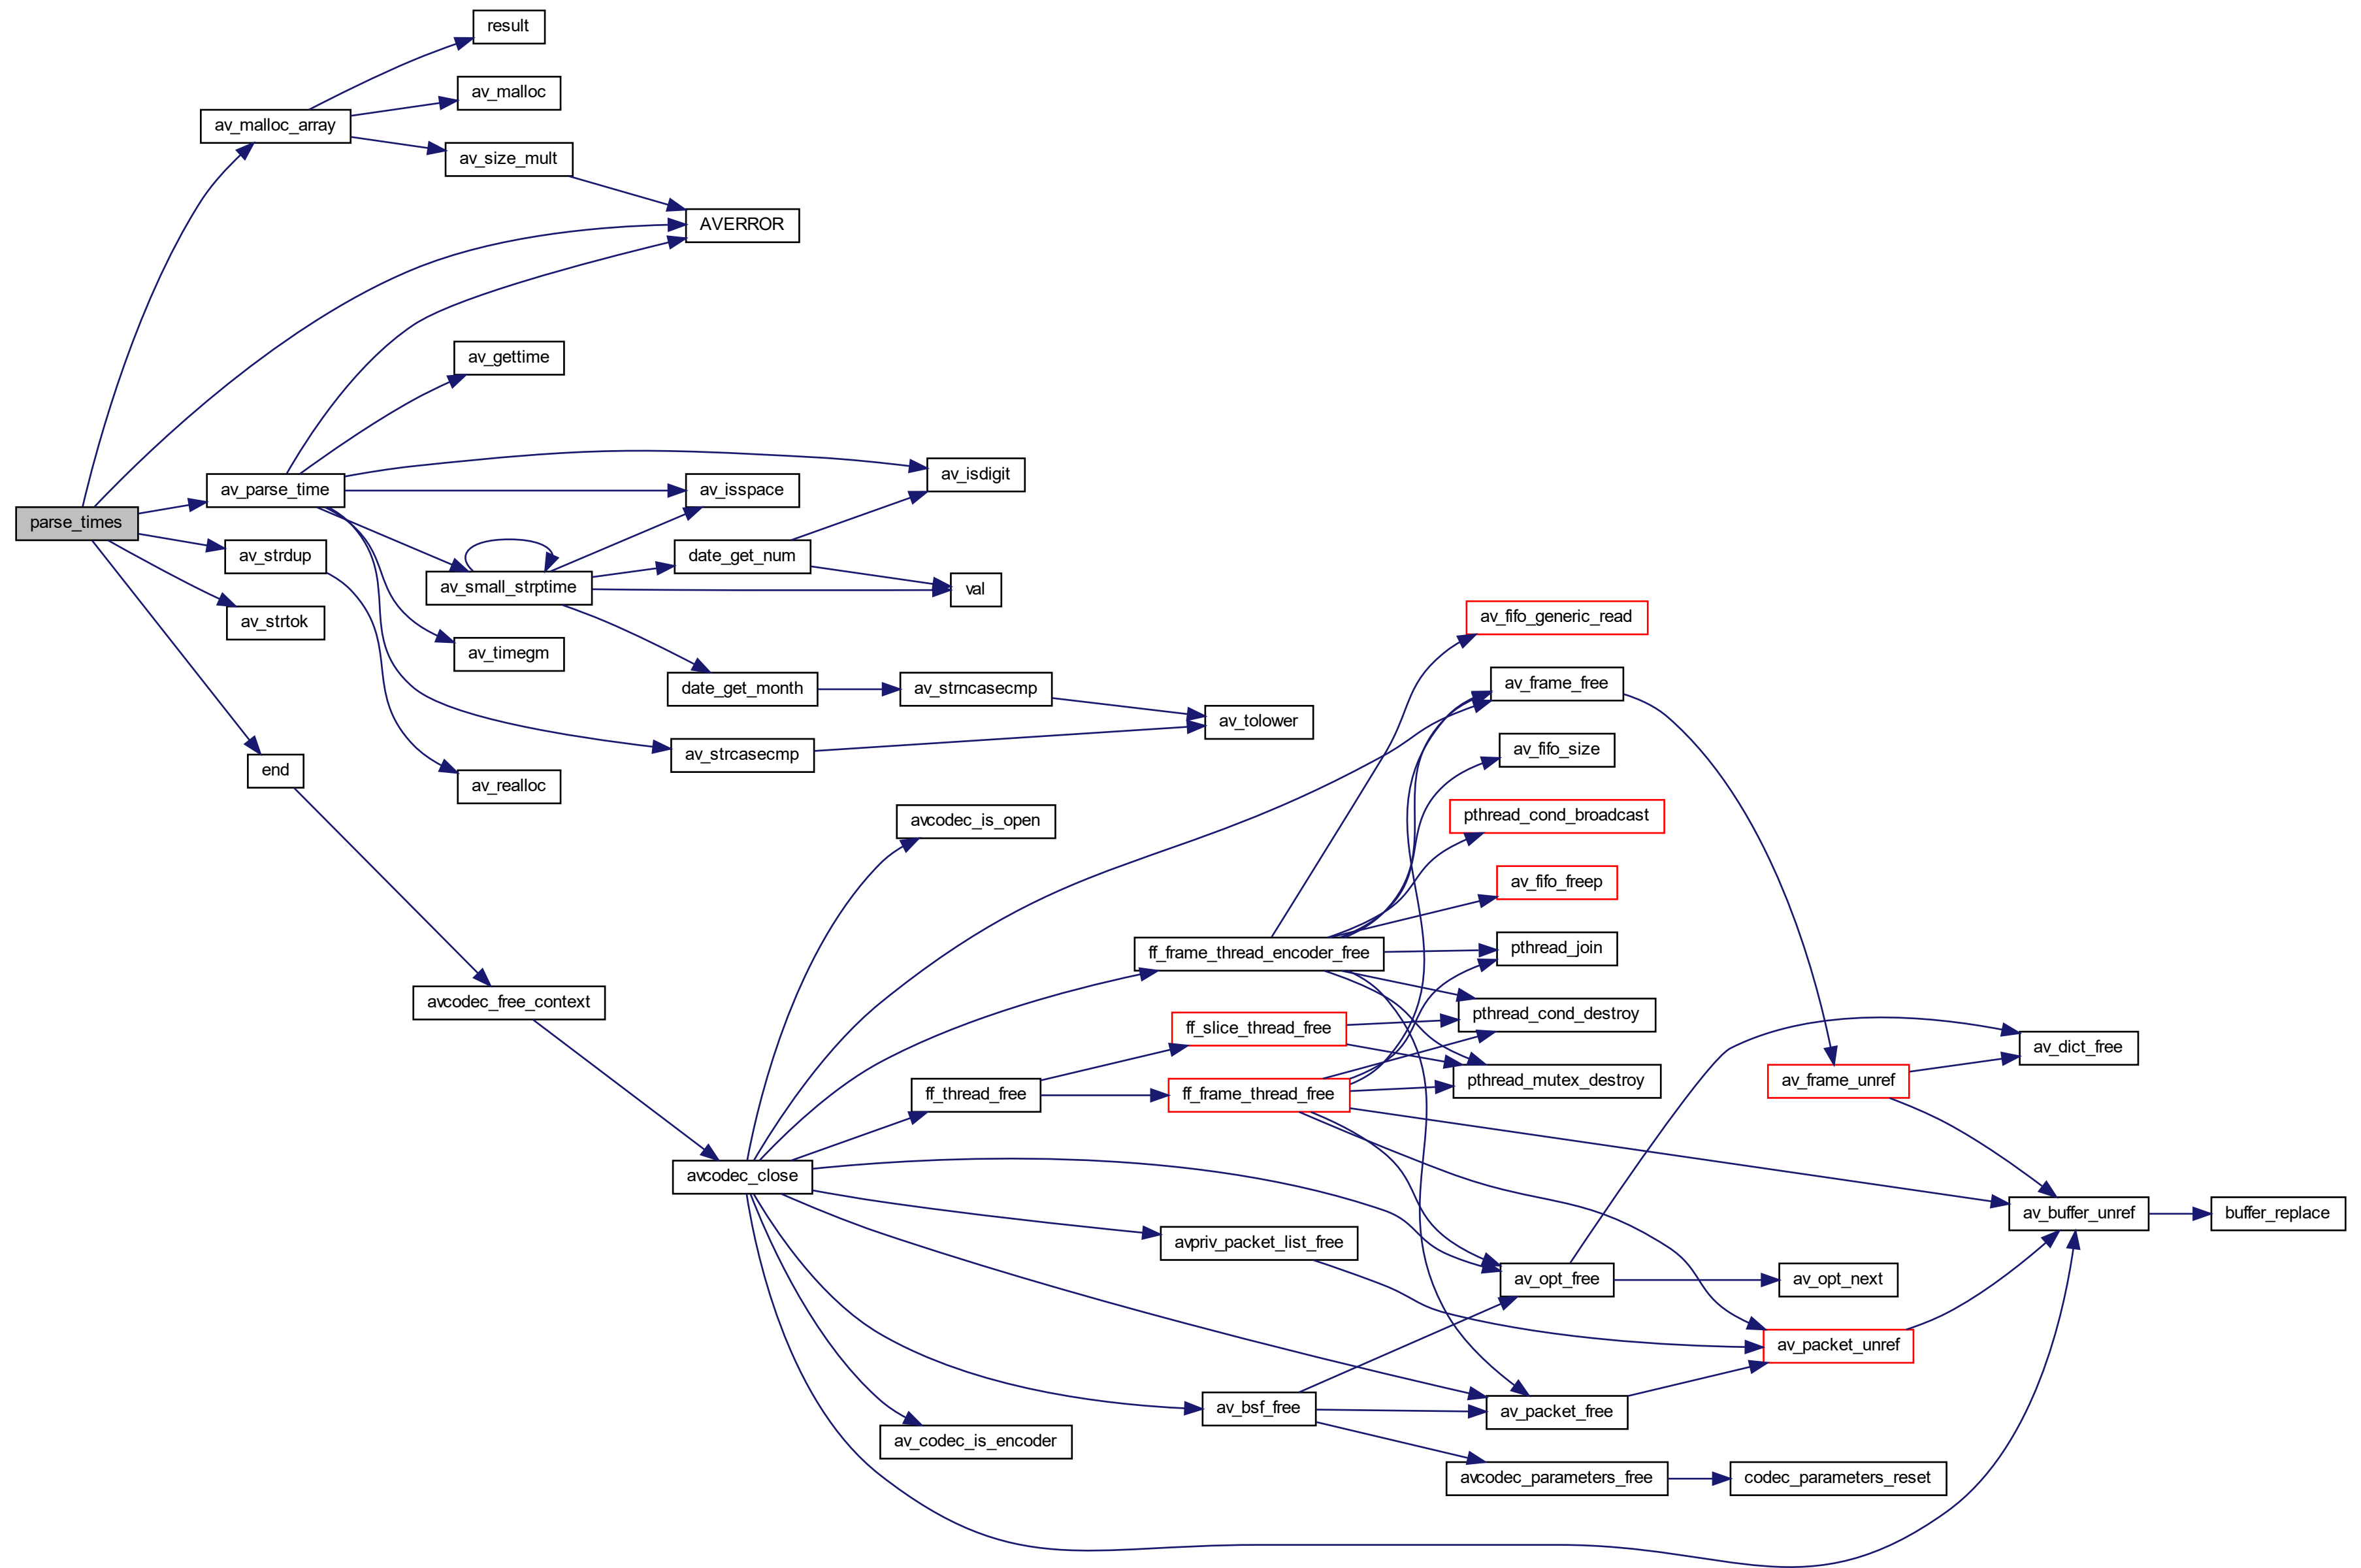 result
av_malloc
av_malloc_array
av_size_mult
AVERROR
av_gettime
av_isdigit
av_parse_time
av_isspace
parse_times
av_strdup
date_get_num
av_small_strptime
val
av_fifo_generic_read
av_strtok
av_timegm
av_frame_free
date_get_month
av_strncasecmp
av_tolower
av_fifo_size
av_strcasecmp
end
av_realloc
pthread_cond_broadcast
avcodec_is_open
av_fifo_freep
pthread_join
ff_frame_thread_encoder_free
avcodec_free_context
pthread_cond_destroy
ff_slice_thread_free
av_dict_free
pthread_mutex_destroy
av_frame_unref
ff_thread_free
ff_frame_thread_free
avcodec_close
av_buffer_unref
buffer_replace
avpriv_packet_list_free
av_opt_free
av_opt_next
av_packet_unref
av_bsf_free
av_packet_free
av_codec_is_encoder
avcodec_parameters_free
codec_parameters_reset